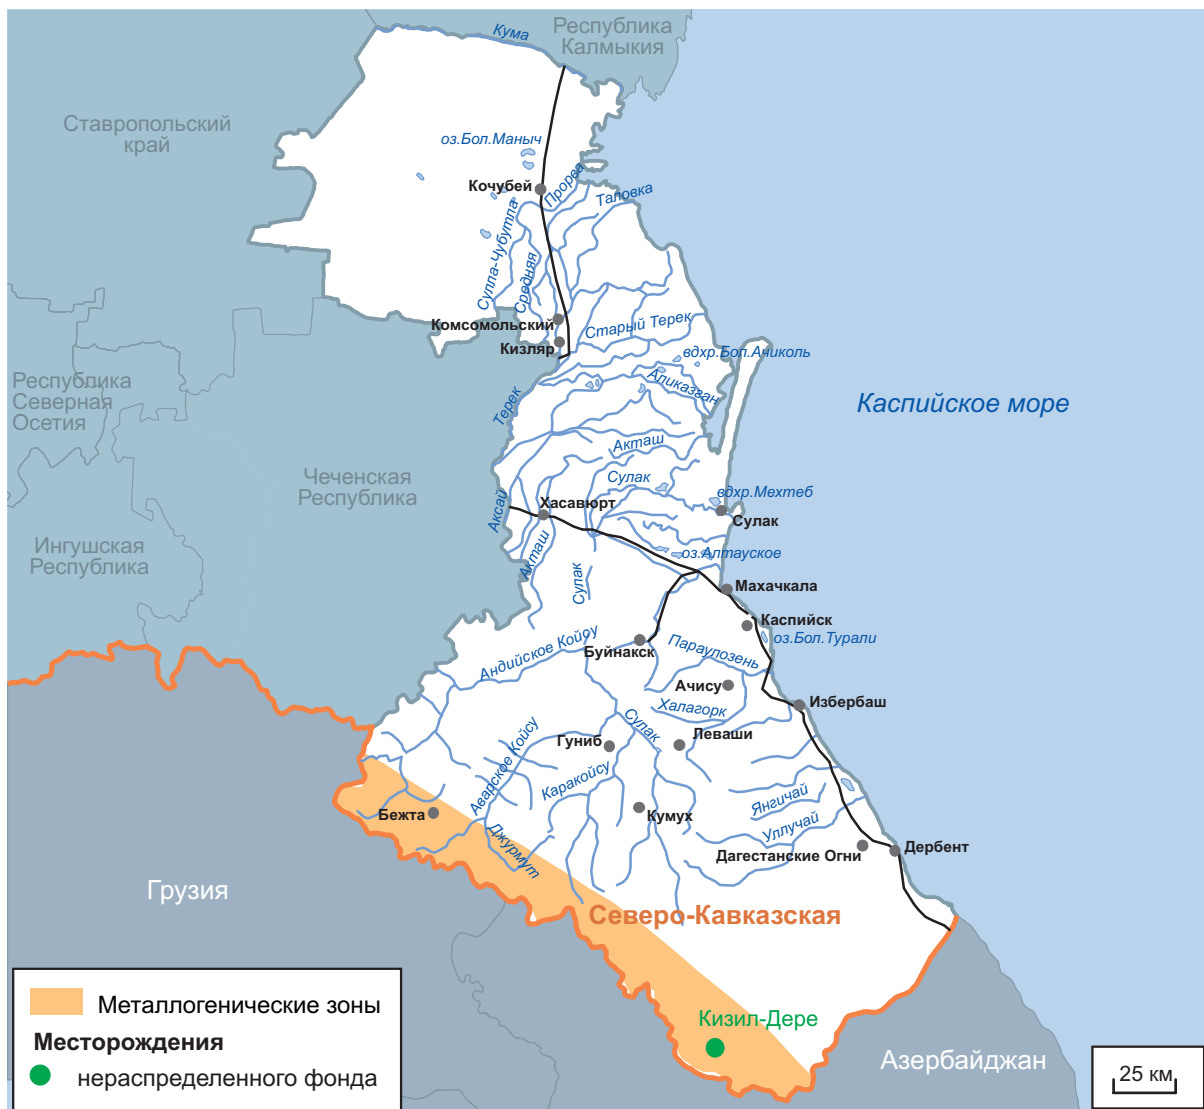 Республика
Калмыкия
Кума
Ставропольский
край
оз.Бол.Маныч
Кочубей
Прорва
Таловка
Сулла-Чубутла
Средняя
Комсомольский
Кизляр
Старый Терек
вдхр.Бол.Ачиколь
Республика
Северная
Осетия
Терек
Апиказган
Каспийское море
Акташ
Чеченская
Республика
Сулак
вдхр.Мехтеб
Аксай
Хасавюрт
Сулак
Ингушская
Республика
Акташ
оз.Алтауское
Сулак
Махачкала
Каспийск
оз.Бол.Турали
Андийское Койсу
Буйнакск
Параулозень
Ачису
Халагорк
Избербаш
Сулак
Гуниб
Леваши
Аварское Койсу
Каракойсу
Янгичай
Бежта
Кумух
Уллучай
Джурмут
Дагестанские Огни
Дербент
Грузия
Северо-Кавказская
Кизил-Дере
Азербайджан
Металлогенические зоны
Месторождения
нераспределенного фонда
25 км